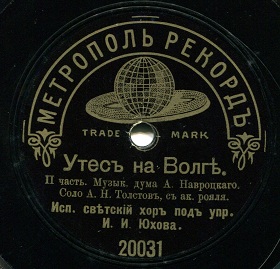 МЕТРОПОЛЬ РЕКОРДЪ
TRADE MARK
Утесъ на Волгѣ.
II часть. Музык. дума А. Навроцкаго.
Соло А. Н. Толстовъ, съ ак. рояля.
Исп. свѣтскій хоръ подъ упр.
И. И. Юхова.
20031